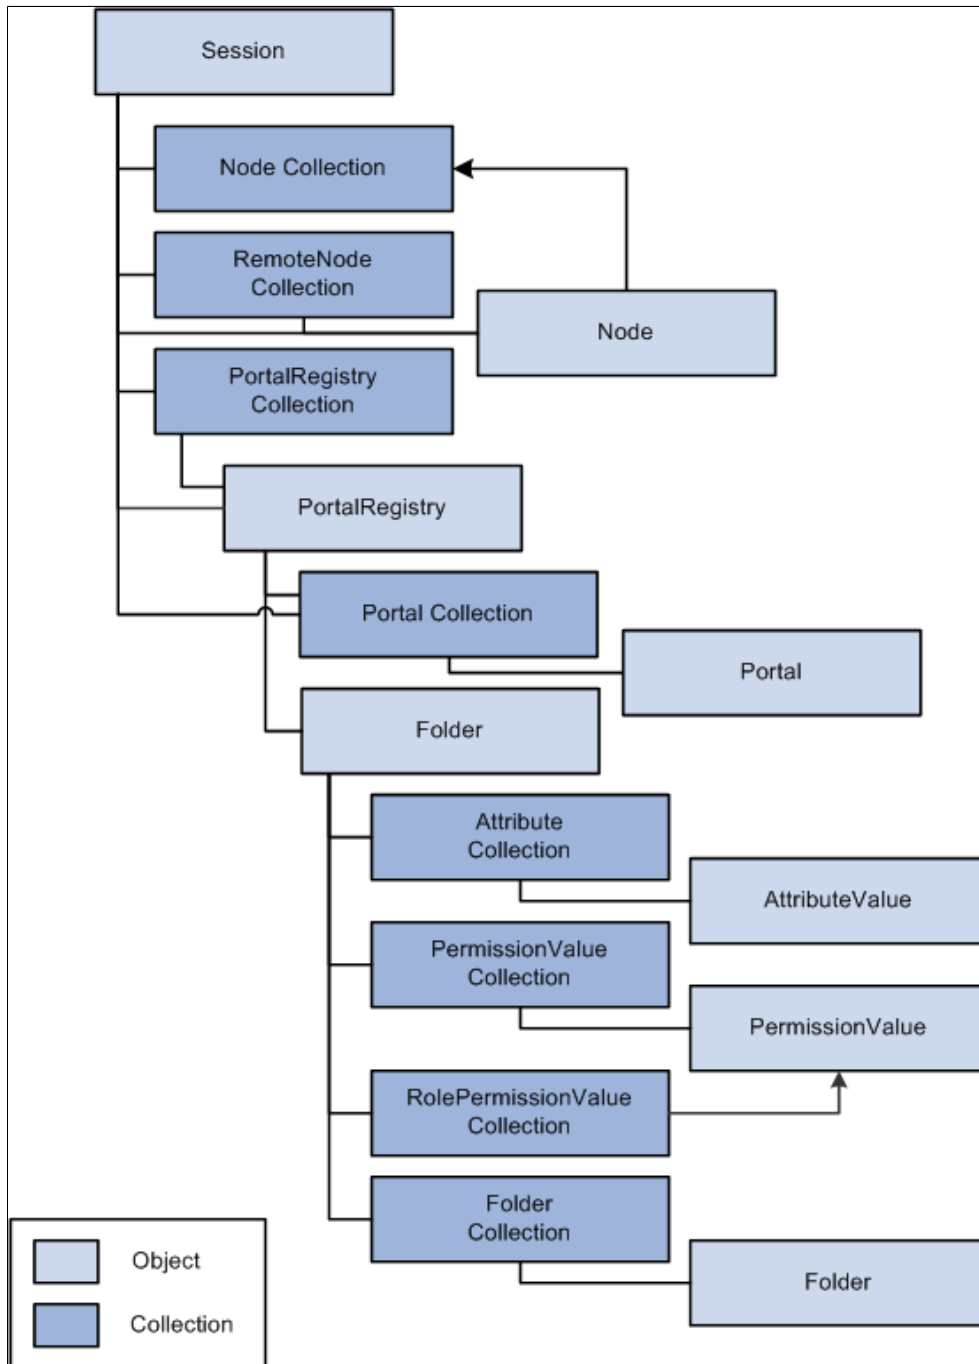 Session
Node Collection
RemoteNode
Collection
Node
PortalRegistry
Collection
PortalRegistry
Portal Collection
Portal
Folder
Attribute
Collection
AttributeValue
PermissionValue
Collection
PermissionValue
RolePermissionValue
Collection
Folder
Collection
Folder
Object
Collection